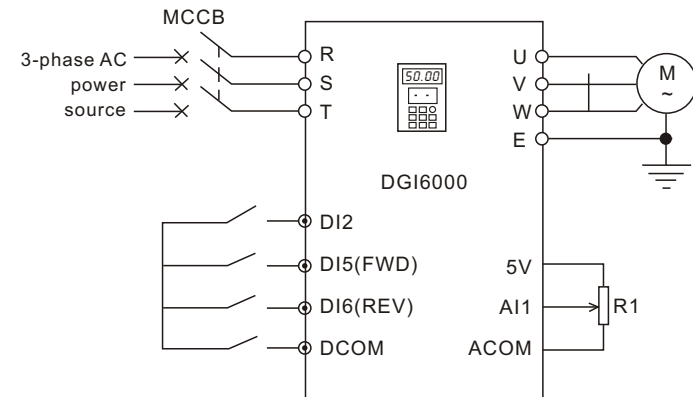 MCCB
3-phase AC
power
source
R
S
T
50.00
- -
DGI6000
U
V
W
E
M
~
DI2
DI5(FWD)
DI6(REV)
DCOM
5V
AI1
ACOM
R1